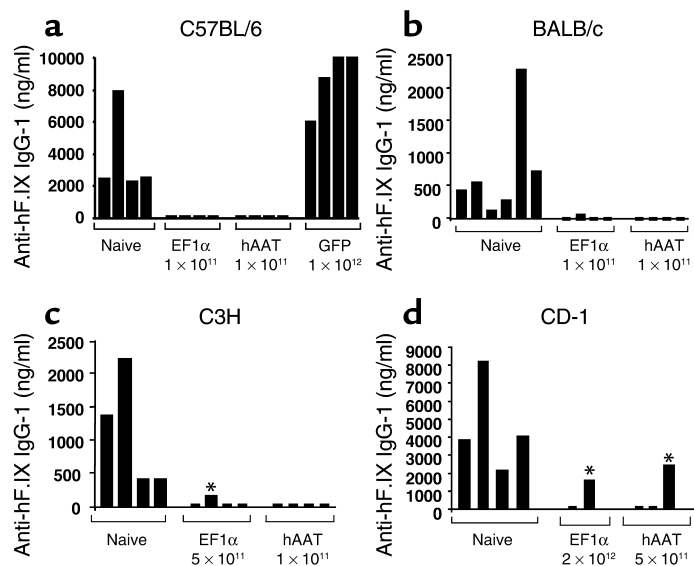 a
C57BL/6
Anti-hF.IX IgG-1 (ng/ml)
10000
8000
6000
4000
2000
0
Naive
EF1α
1 × 10¹¹
hAAT
1 × 10¹¹
GFP
1 × 10¹²
b
BALB/c
Anti-hF.IX IgG-1 (ng/ml)
2500
2000
1500
1000
500
0
Naive
EF1α
1 × 10¹¹
hAAT
1 × 10¹¹
c
C3H
Anti-hF.IX IgG-1 (ng/ml)
2500
2000
1500
1000
500
0
*
Naive
EF1α
5 × 10¹¹
hAAT
1 × 10¹¹
d
CD-1
Anti-hF.IX IgG-1 (ng/ml)
9000
8000
7000
6000
5000
4000
3000
2000
1000
0
*
*
Naive
EF1α
2 × 10¹²
hAAT
5 × 10¹¹